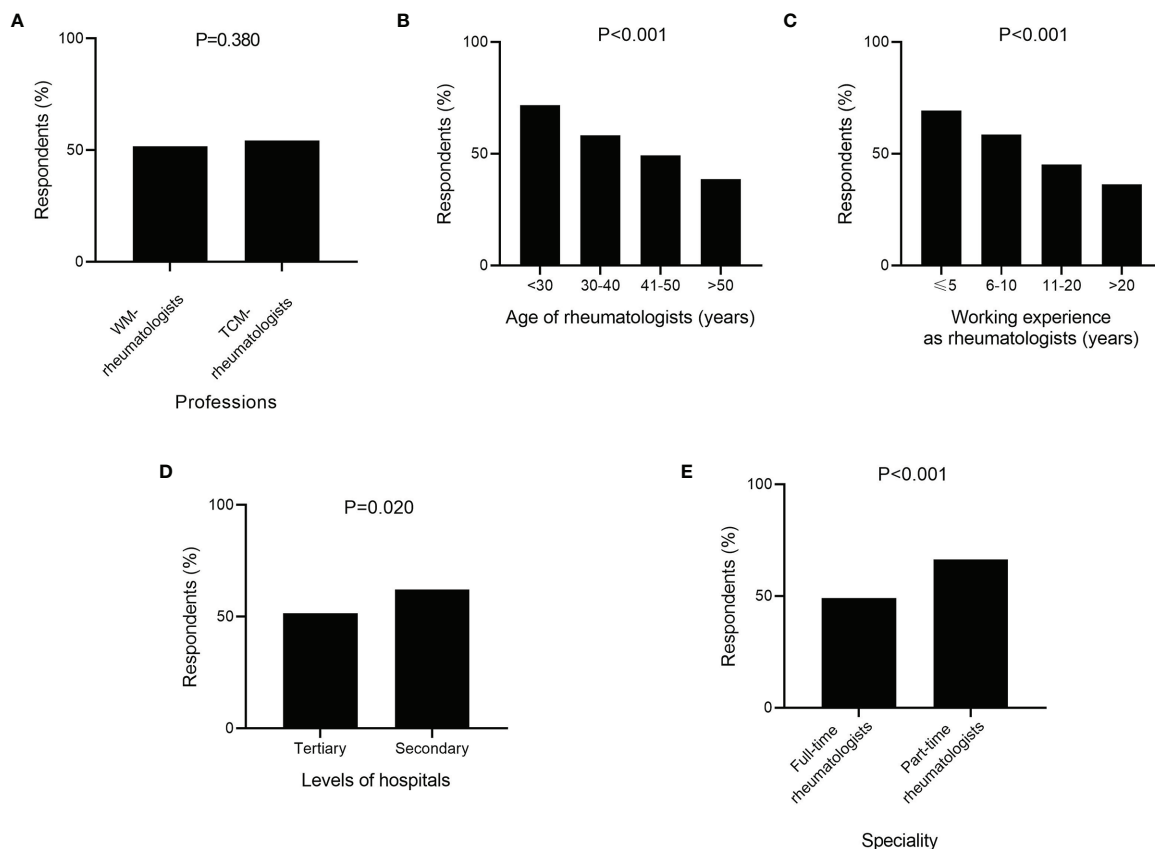 A
P=0.380
100
50
0
Respondents (%)
WM-
rheumatologists
TCM-
rheumatologists
Professions
B
P<0.001
100
50
0
Respondents (%)
<30 30-40 41-50 >50
Age of rheumatologists (years)
C
P<0.001
100
50
0
Respondents (%)
⩽5 6-10 11-20 >20
Working experience
as rheumatologists (years)
D
P=0.020
100
50
0
Respondents (%)
Tertiary Secondary
Levels of hospitals
E
P<0.001
100
50
0
Respondents (%)
Full-time
rheumatologists
Part-time
rheumatologists
Speciality